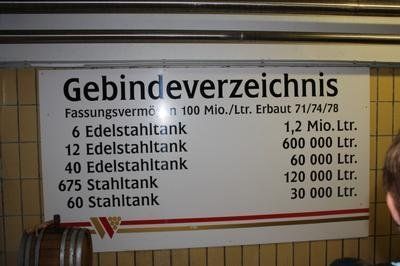 Gebindeverzeichnis
Fassungsvermögen 100 Mio./Ltr. Erbaut 71/74/78
6 Edelstahltank 1,2 Mio. Ltr.
12 Edelstahltank 600 000 Ltr.
40 Edelstahltank 60 000 Ltr.
675 Stahltank 120 000 Ltr.
60 Stahltank 30 000 Ltr.